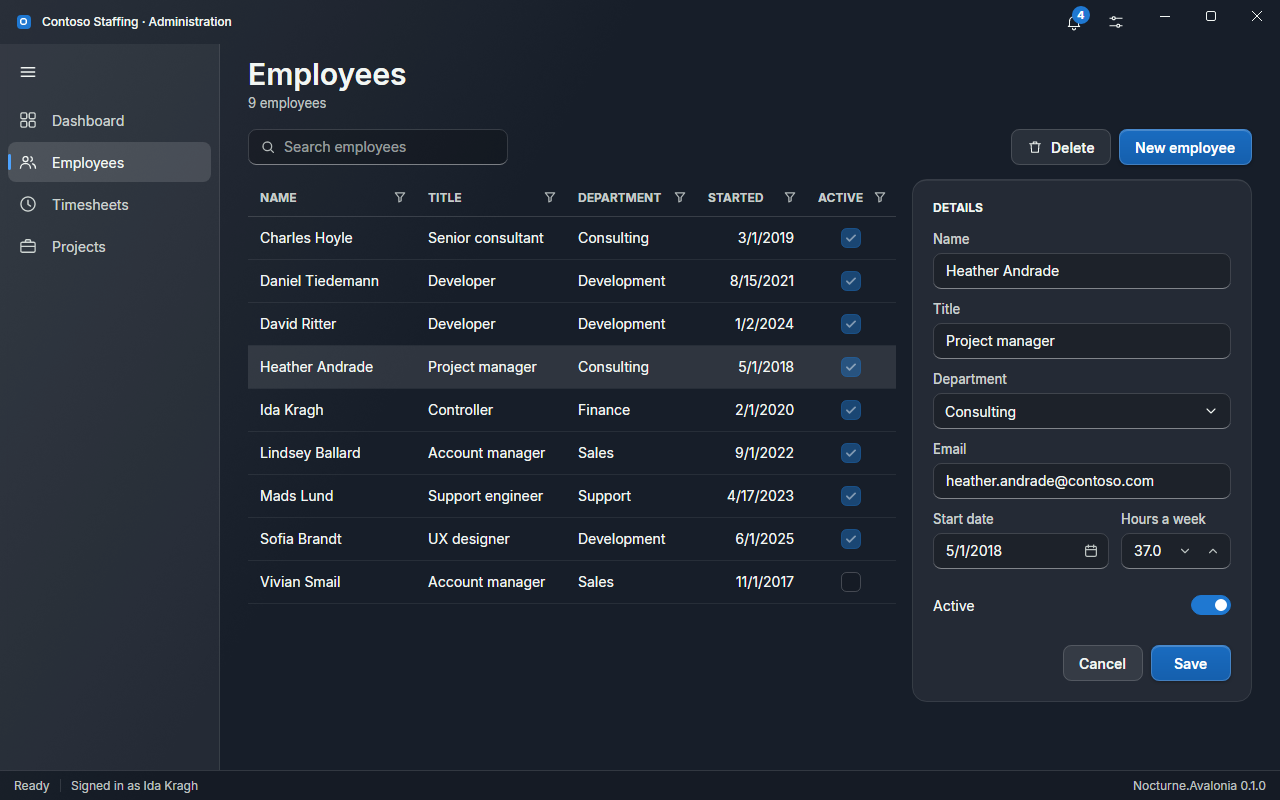 Contoso Staffing · Administration
4
Dashboard
Employees
Timesheets
Projects
Employees
9 employees
Search employees
Delete
New employee
NAME TITLE DEPARTMENT STARTED ACTIVE
Charles Hoyle Senior consultant Consulting 3/1/2019
Daniel Tiedemann Developer Development 8/15/2021
David Ritter Developer Development 1/2/2024
Heather Andrade Project manager Consulting 5/1/2018
Ida Kragh Controller Finance 2/1/2020
Lindsey Ballard Account manager Sales 9/1/2022
Mads Lund Support engineer Support 4/17/2023
Sofia Brandt UX designer Development 6/1/2025
Vivian Smail Account manager Sales 11/1/2017
DETAILS
Name
Heather Andrade
Title
Project manager
Department
Consulting
Email
heather.andrade@contoso.com
Start date Hours a week
5/1/2018 37.0
Active
Cancel Save
Ready Signed in as Ida Kragh Nocturne.Avalonia 0.1.0